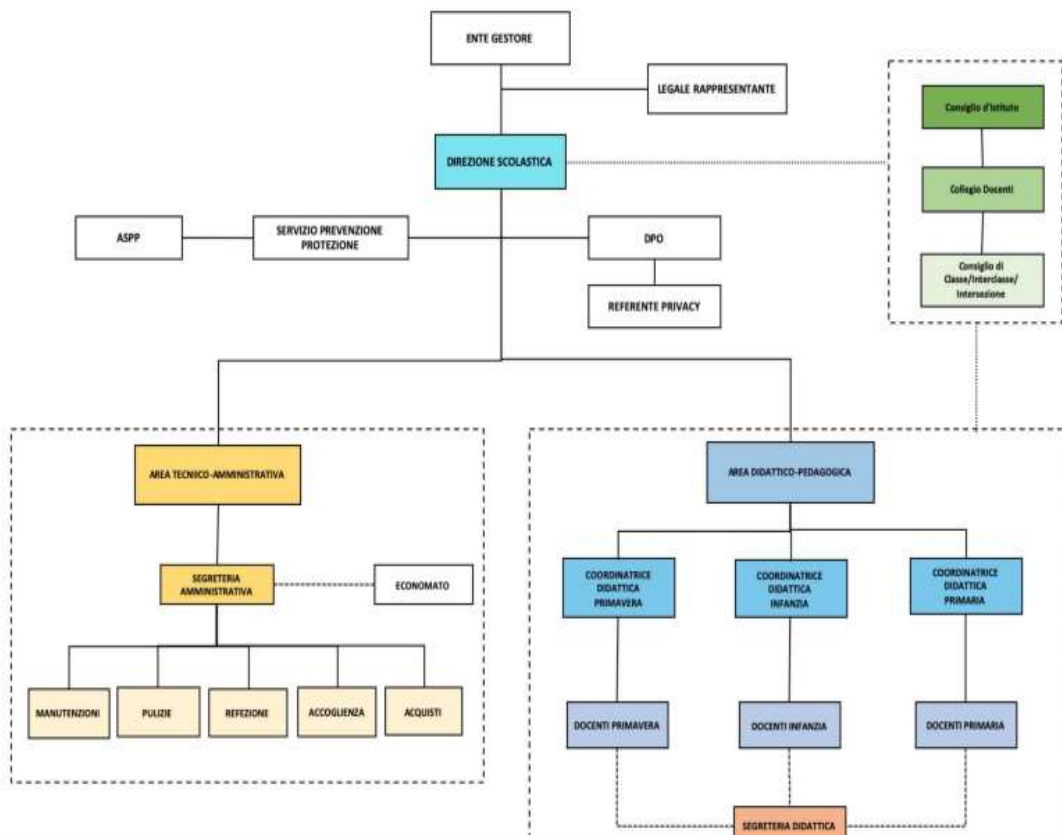 ENTE GESTORE
LEGALE RAPPRESENTANTE
Consiglio d'Istituto
DIREZIONE SCOLASTICA
Collegio Docenti
ASPP
SERVIZIO PREVENZIONE
PROTEZIONE
DPO
Consiglio di
Classe/Interclasse/
Intersezione
REFERENTE PRIVACY
AREA TECNICO-AMMINISTRATIVA
AREA DIDATTICO-PEDAGOGICA
SEGRETERIA
AMMINISTRATIVA
ECONOMATO
COORDINATRICE
DIDATTICA
PRIMAVERA
COORDINATRICE
DIDATTICA
INFANZIA
COORDINATRICE
DIDATTICA
PRIMARIA
MANUTENZIONI
PULIZIE
REFEZIONE
ACCOGLIENZA
ACQUISTI
DOCENTI PRIMAVERA
DOCENTI INFANZIA
DOCENTI PRIMARIA
SEGRETERIA DIDATTICA